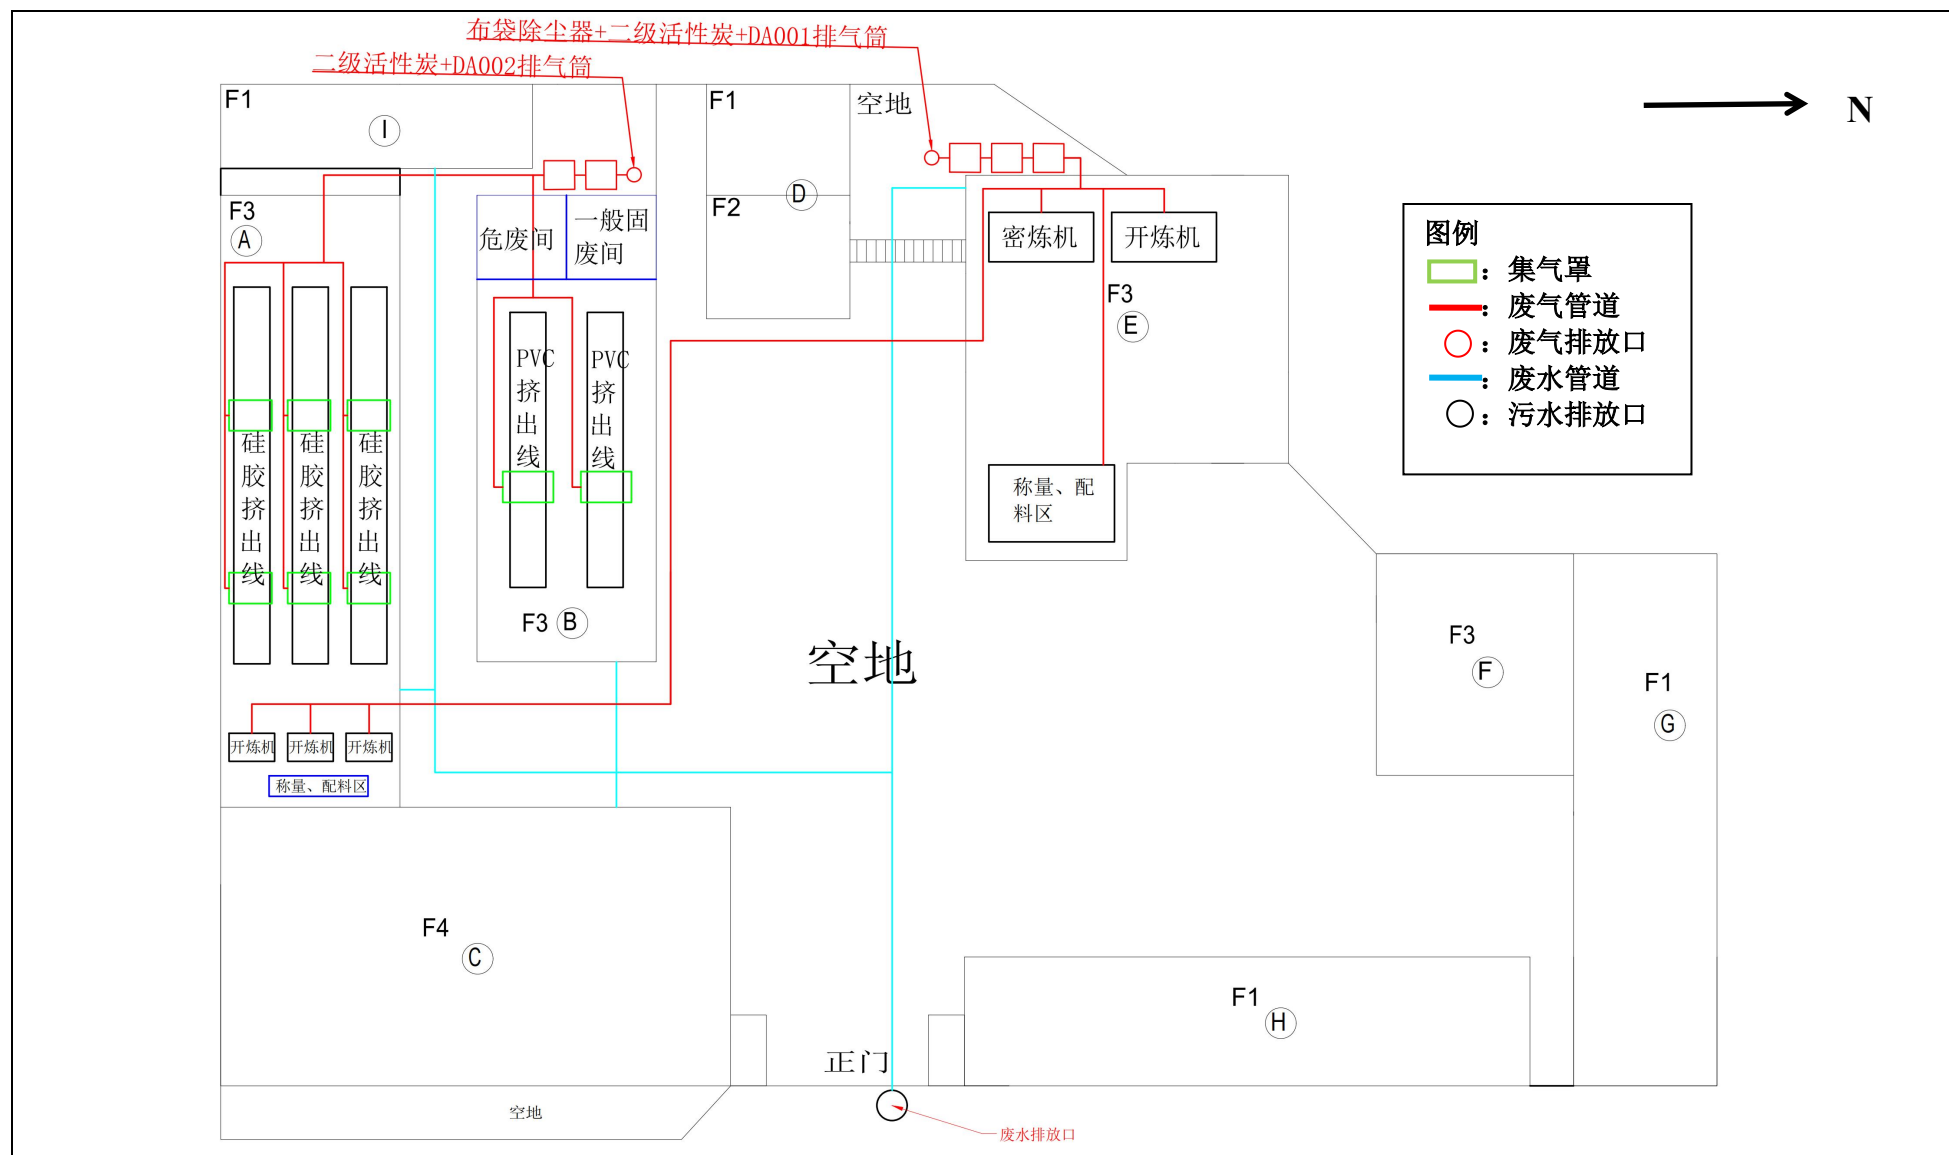 布袋除尘器+二级活性炭+DA001排气筒
二级活性炭+DA002排气筒
F1
I
F1
空地
N
F3
A
危废间
一般固
废间
F2
D
密炼机
开炼机
F3
E
图例
：集气罩
：废气管道
：废气排放口
：废水管道
：污水排放口
硅胶挤出线
硅胶挤出线
硅胶挤出线
PVC
挤出线
PVC
挤出线
称量、配
料区
F3
B
空地
F3
F
F1
G
开炼机
开炼机
开炼机
称量、配料区
F4
C
F1
H
正门
空地
废水排放口